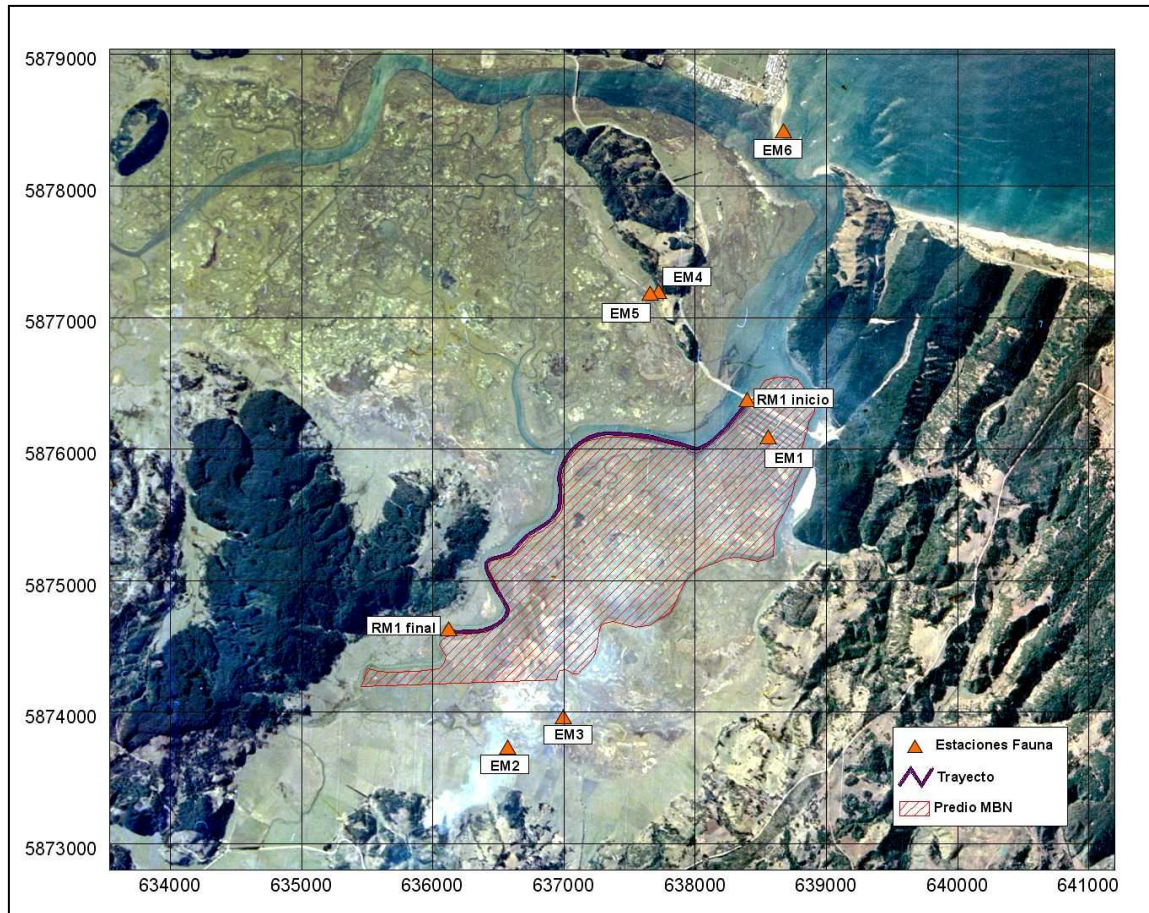 5879000
EM6
5878000
EM4
EM5
5877000
RM1 inicio
5876000
EM1
5875000
RM1 final
5874000
EM3
EM2
Estaciones Fauna
Trayecto
Predio MBN
5873000
634000 635000 636000 637000 638000 639000 640000 641000